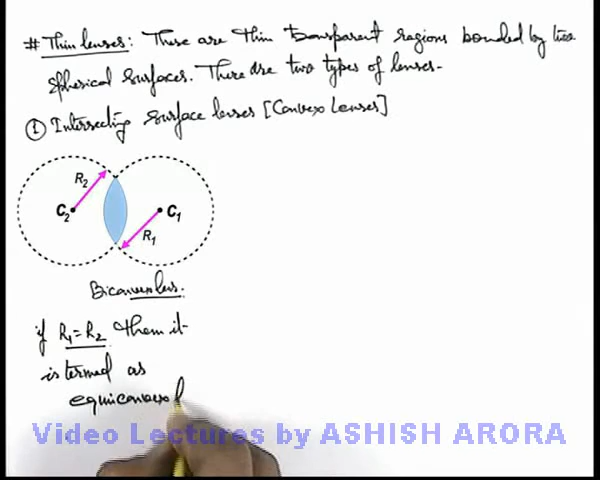 # Thin lenses: These are thin transparent regions bounded by two
spherical surfaces. There are two types of lenses-
① Intersecting surface lenses [Convex Lenses]
R2
C2
C1
R1
Biconvex lens.
if R1=R2 then it
is termed as
equiconvex l
Video Lectures by ASHISH ARORA